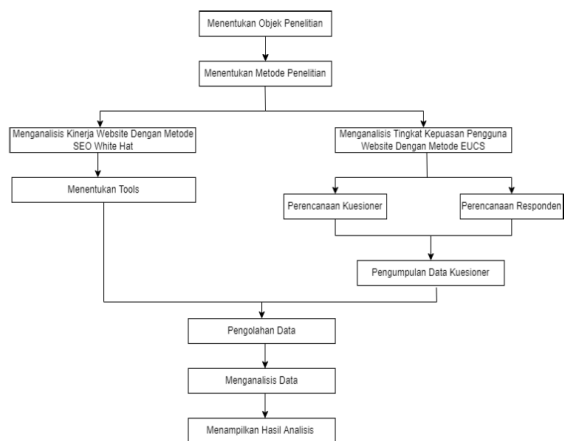 Menentukan Objek Penelitian
Menentukan Metode Penelitian
Menganalisis Kinerja Website Dengan Metode
SEO White Hat
Menganalisis Tingkat Kepuasan Pengguna
Website Dengan Metode EUCS
Menentukan Tools
Perencanaan Kuesioner
Perencanaan Responden
Pengumpulan Data Kuesioner
Pengolahan Data
Menganalisis Data
Menampilkan Hasil Analisis